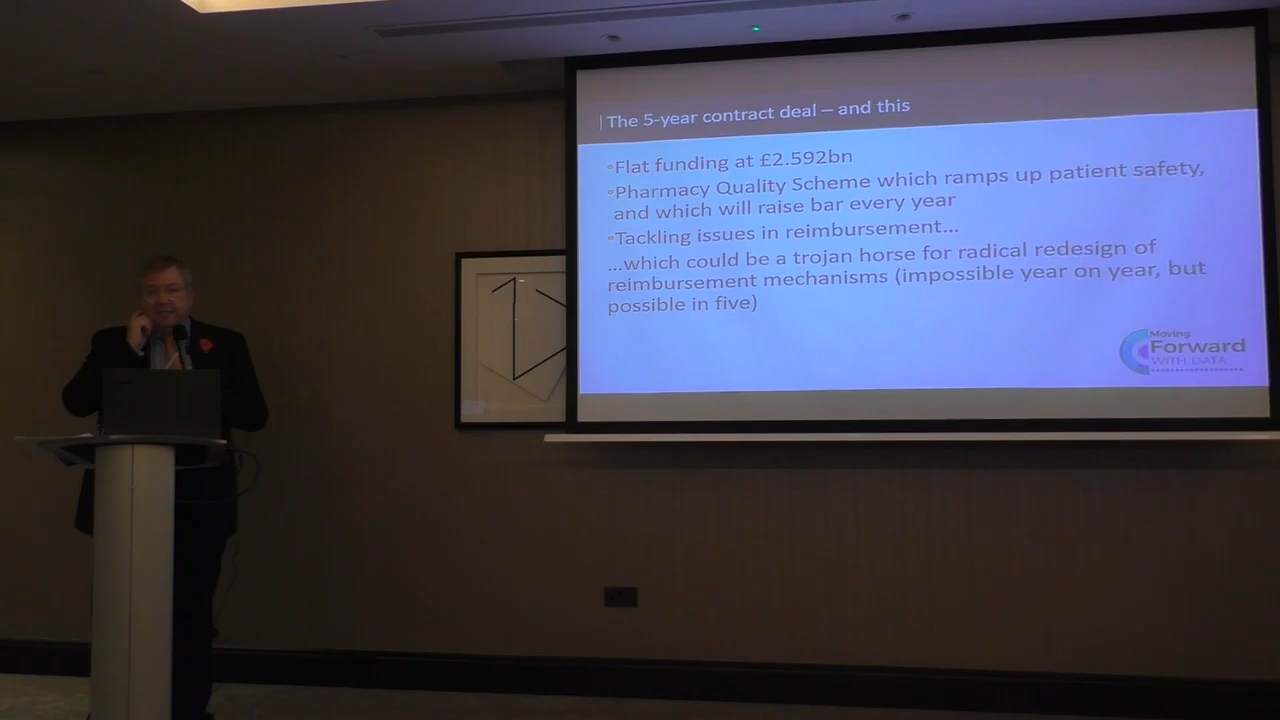 The 5-year contract deal – and this
•Flat funding at £2.592bn
•Pharmacy Quality Scheme which ramps up patient safety,
and which will raise bar every year
•Tackling issues in reimbursement...
...which could be a trojan horse for radical redesign of
reimbursement mechanisms (impossible year on year, but
possible in five)
Moving
Forward
WITH DATA